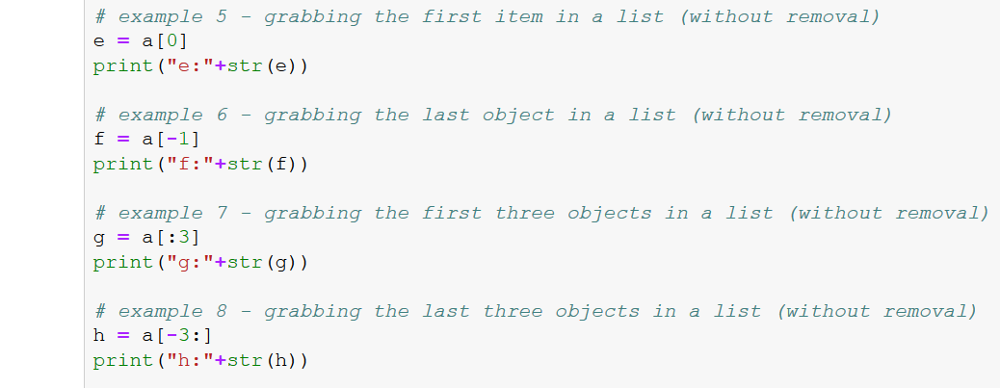 # example 5 - grabbing the first item in a list (without removal)
e = a[0]
print("e:"+str(e))
# example 6 - grabbing the last object in a list (without removal)
f = a[-1]
print("f:"+str(f))
# example 7 - grabbing the first three objects in a list (without removal)
g = a[:3]
print("g:"+str(g))
# example 8 - grabbing the last three objects in a list (without removal)
h = a[-3:]
print("h:"+str(h))